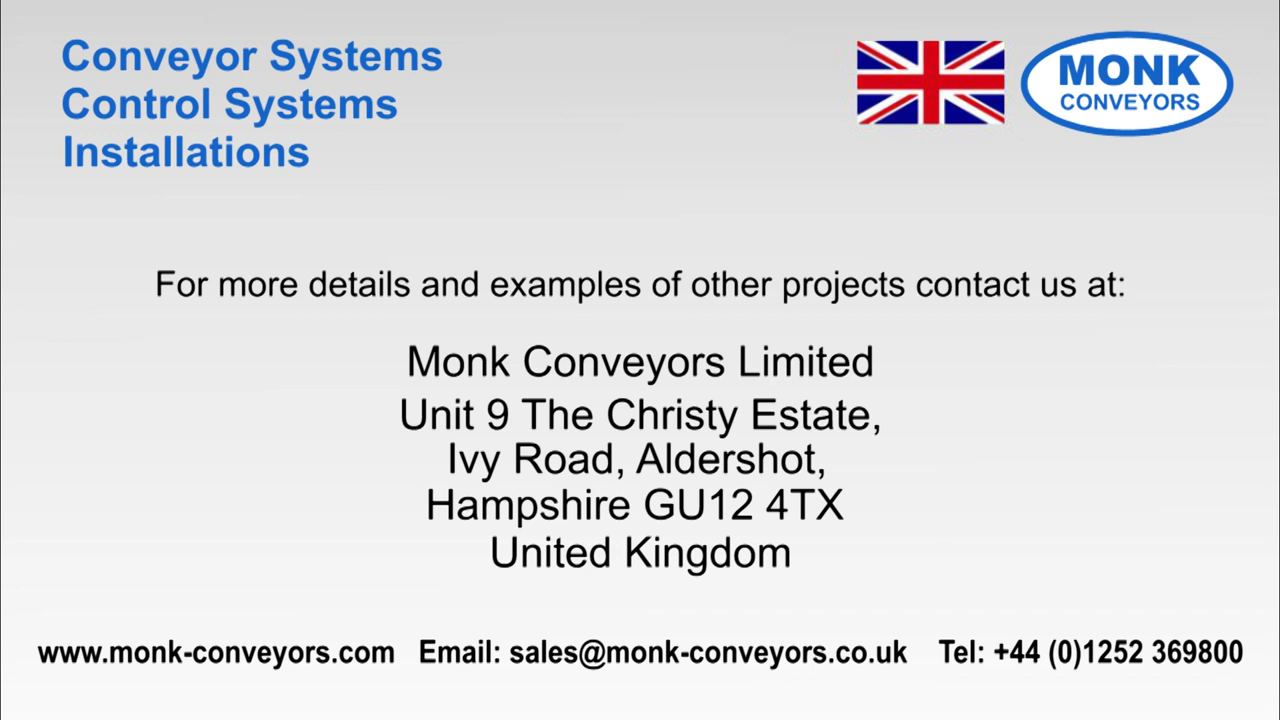 Conveyor Systems
Control Systems
Installations
MONK
CONVEYORS
For more details and examples of other projects contact us at:
Monk Conveyors Limited
Unit 9 The Christy Estate,
Ivy Road, Aldershot,
Hampshire GU12 4TX
United Kingdom
www.monk-conveyors.com Email: sales@monk-conveyors.co.uk Tel: +44 (0)1252 369800